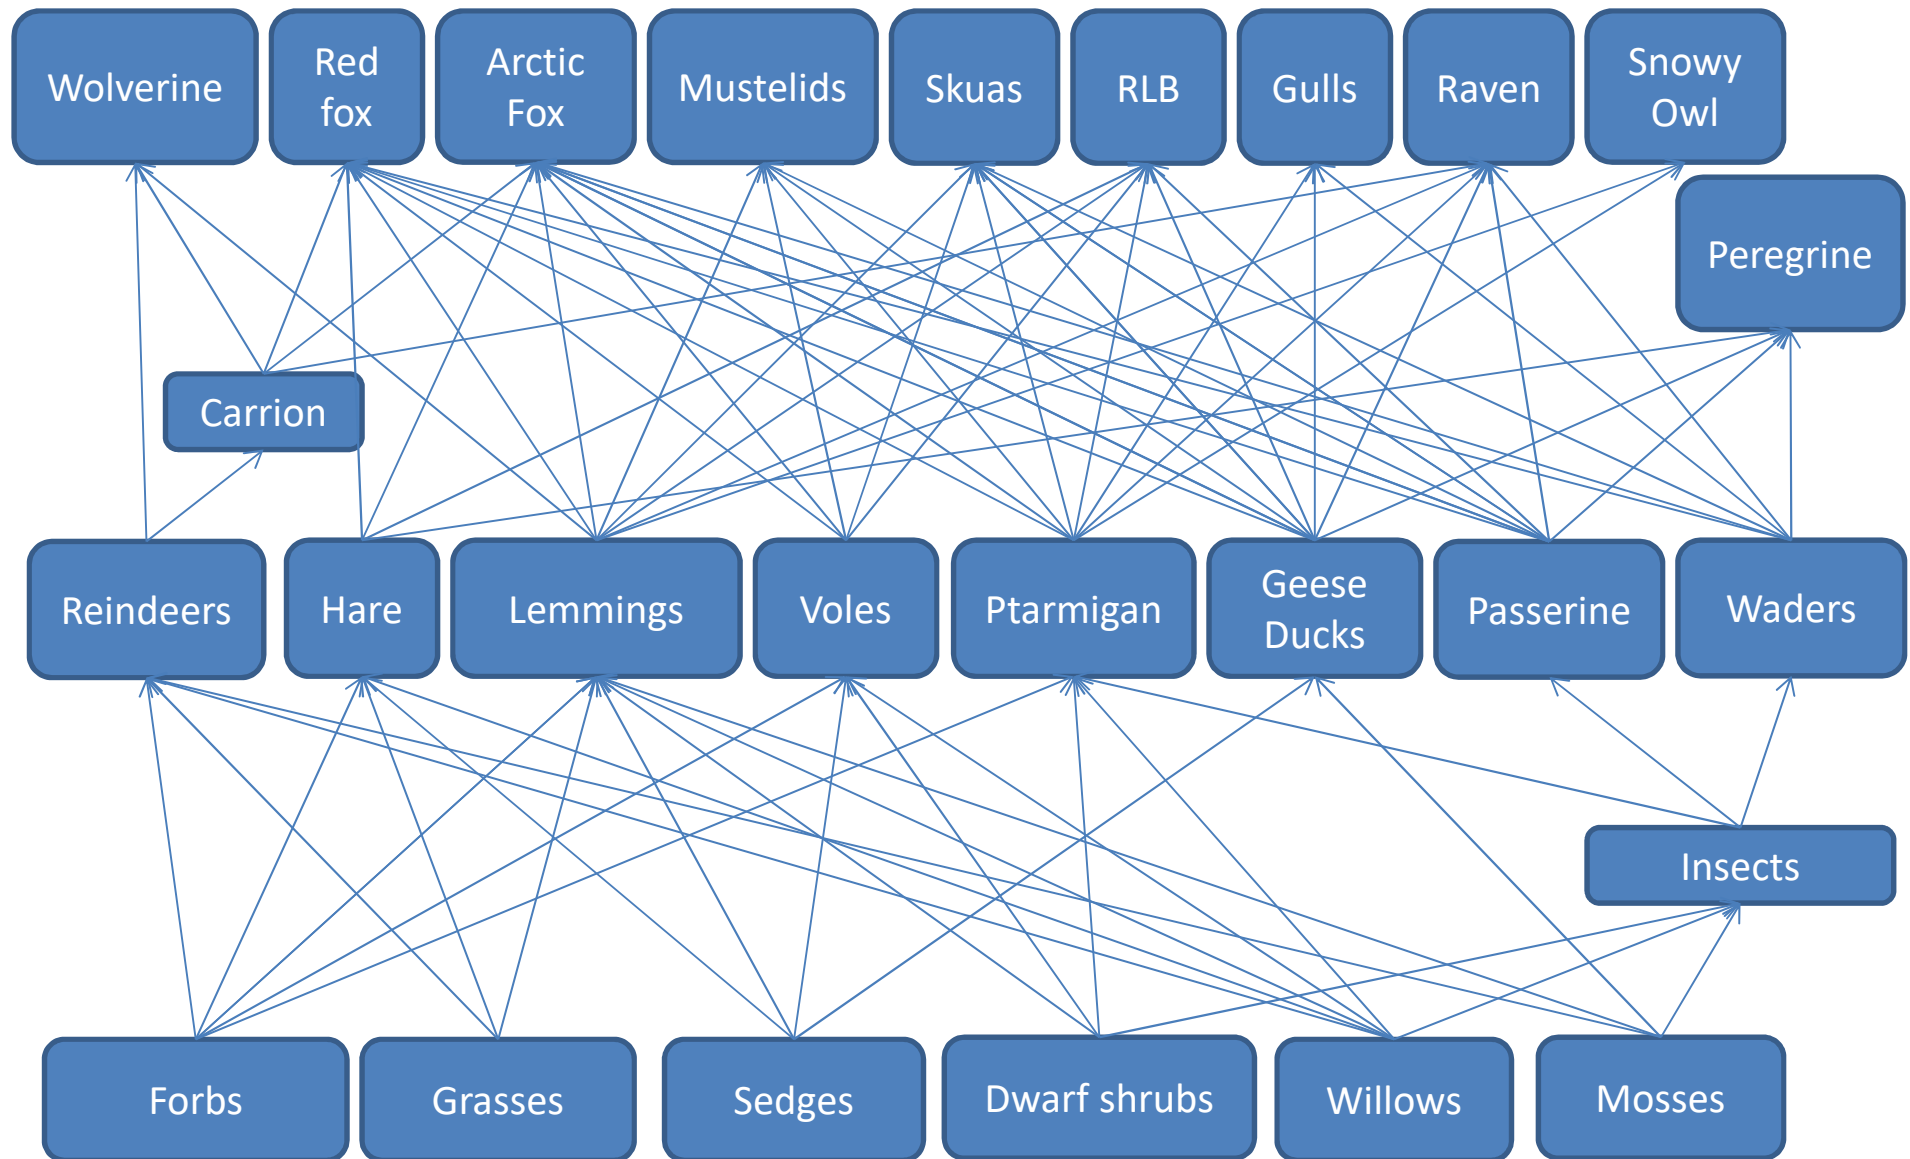 Wolverine
Red
fox
Arctic
Fox
Mustelids
Skuas
RLB
Gulls
Raven
Snowy
Owl
Peregrine
Carrion
Reindeers
Hare
Lemmings
Voles
Ptarmigan
Geese
Ducks
Passerine
Waders
Insects
Forbs
Grasses
Sedges
Dwarf shrubs
Willows
Mosses